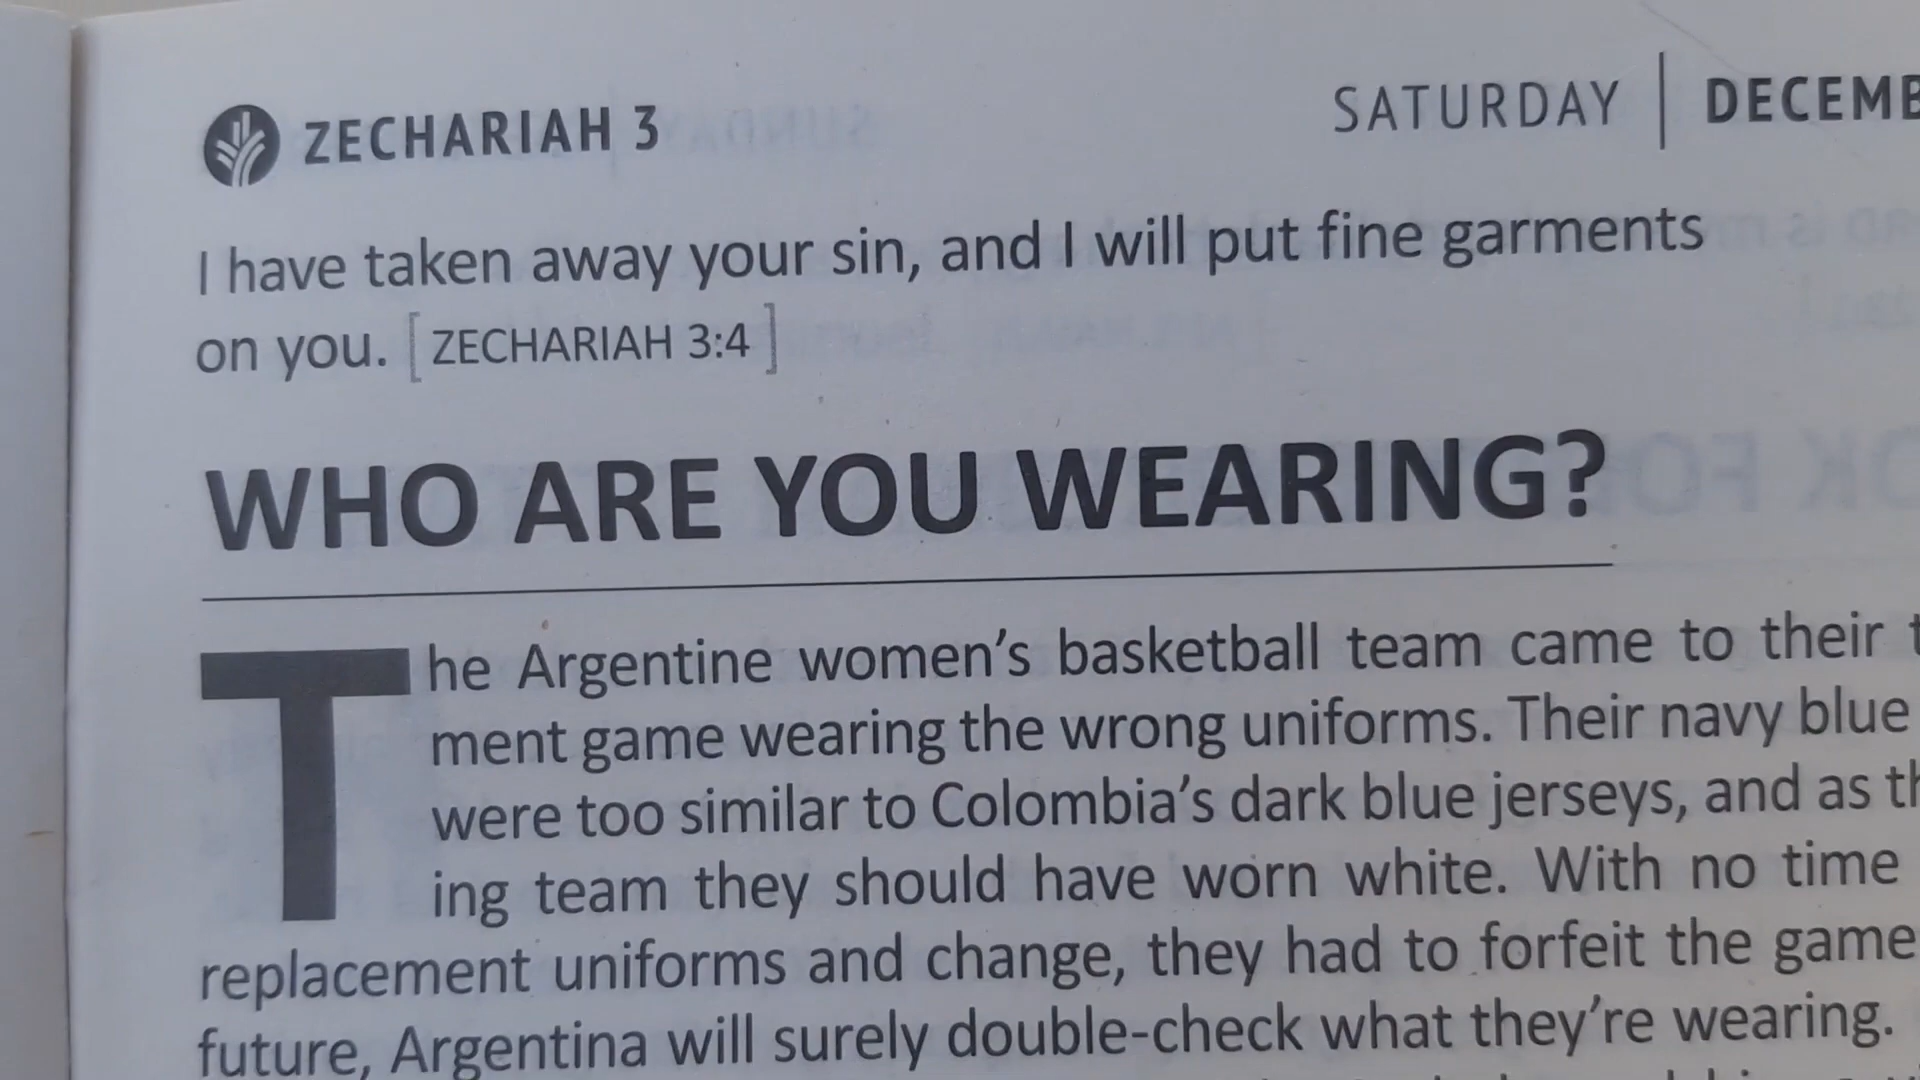 ZECHARIAH 3
SATURDAY | DECEMB
I have taken away your sin, and I will put fine garments
on you. [ZECHARIAH 3:4]
WHO ARE YOU WEARING?
The Argentine women's basketball team came to their t
ment game wearing the wrong uniforms. Their navy blue
were too similar to Colombia's dark blue jerseys, and as th
ing team they should have worn white. With no time
replacement uniforms and change, they had to forfeit the game
future, Argentina will surely double-check what they're wearing.